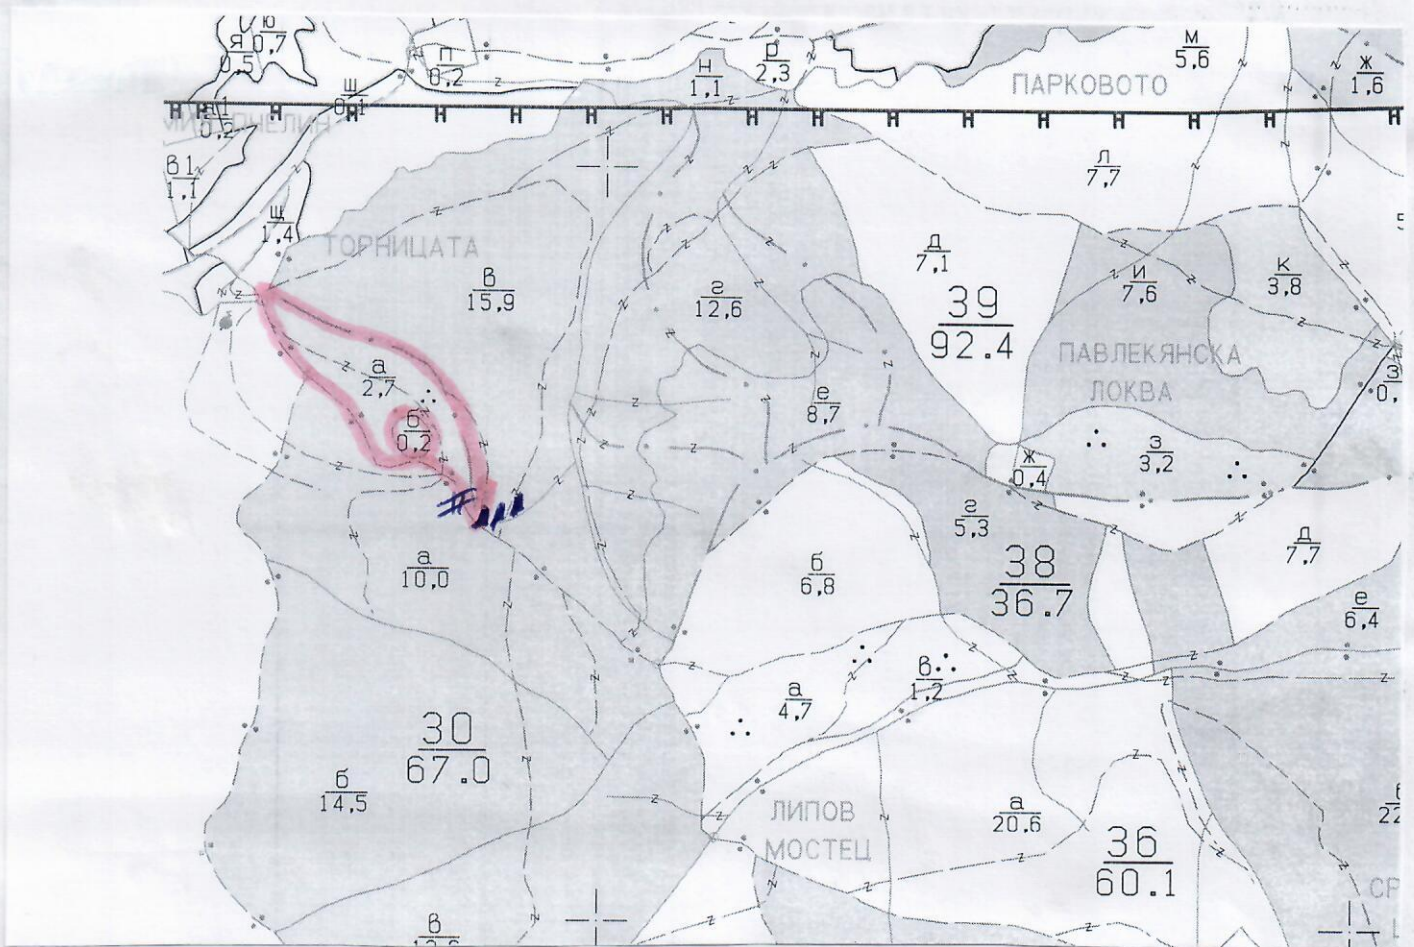 Ю
0,7
Я
0,5
П
0,2
Р
2,3
М
5,6
Ж
1,6
Н
1,1
ПАРКОВОТО
Щ
Н Н Н Н Н Н Н Н Н Н Н Н
0,2
Л
7,7
В1
1,1
Щ
1,4
ТОРНИЦАТА
В
15,9
г
12,6
Д
7,1
39
92.4
И
7,6
К
3,8
ПАВЛЕКЯНСКА
ЛОКВА
а
2,7
б
0,2
е
8,7
З
0,
Ж
0,4
З
3,2
г
5,3
Д
7,7
а
10,0
б
6,8
38
36.7
е
6,4
а
4,7
В
1,2
30
67.0
б
14,5
ЛИПОВ
МОСТЕЦ
а
20,6
36
60.1
22
СР
В